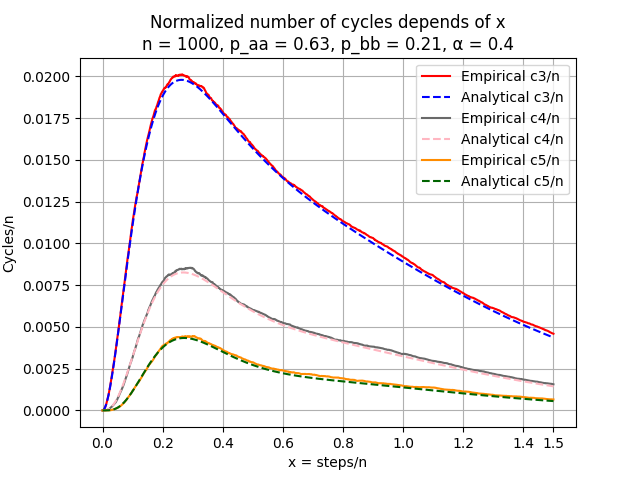 Normalized number of cycles depends of x
n = 1000, p_aa = 0.63, p_bb = 0.21, α = 0.4
Cycles/n
0.0200
0.0175
0.0150
0.0125
0.0100
0.0075
0.0050
0.0025
0.0000
Empirical c3/n
Analytical c3/n
Empirical c4/n
Analytical c4/n
Empirical c5/n
Analytical c5/n
0.0 0.2 0.4 0.6 0.8 1.0 1.2 1.4 1.5
x = steps/n